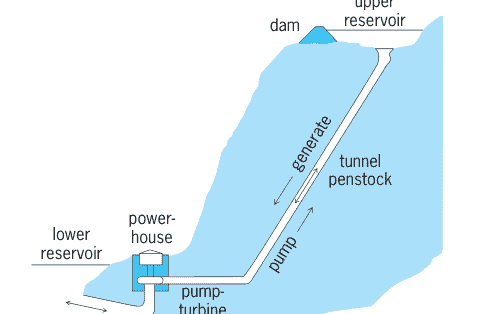 upper
reservoir
dam
generate
tunnel
penstock
pump
power-
house
lower
reservoir
pump-
turbine